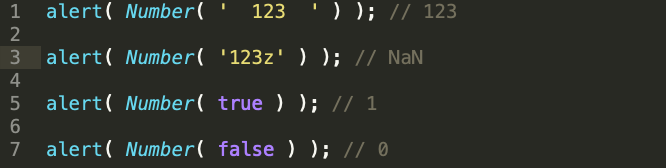 1 alert( Number( '  123  ' ) ); // 123
2
3 alert( Number( '123z' ) ); // NaN
4
5 alert( Number( true ) ); // 1
6
7 alert( Number( false ) ); // 0